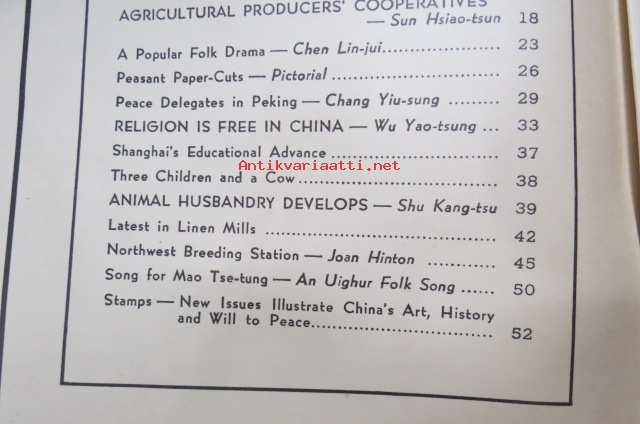 AGRICULTURAL PRODUCERS' COOPERATIVES
— Sun Hsiao-tsun 18
A Popular Folk Drama — Chen Lin-jui..................... 23
Peasant Paper-Cuts — Pictorial ............................. 26
Peace Delegates in Peking — Chang Yiu-sung ......... 29
RELIGION IS FREE IN CHINA — Wu Yao-tsung ... 33
Shanghai's Educational Advance ............................. 37
Antikvariaatti.net
Three Children and a Cow................................... 38
ANIMAL HUSBANDRY DEVELOPS — Shu Kang-tsu 39
Latest in Linen Mills ......................................... 42
Northwest Breeding Station — Joan Hinton ............ 45
Song for Mao Tse-tung — An Uighur Folk Song ...... 50
Stamps — New Issues Illustrate China's Art, History
and Will to Peace................................ 52